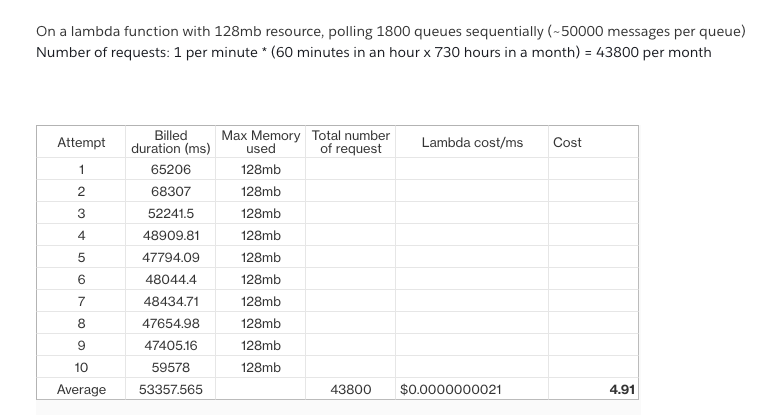 On a lambda function with 128mb resource, polling 1800 queues sequentially (~50000 messages per queue)
Number of requests: 1 per minute * (60 minutes in an hour x 730 hours in a month) = 43800 per month
Attempt Billed duration (ms) Max Memory used Total number of request Lambda cost/ms Cost
1 65206 128mb
2 68307 128mb
3 52241.5 128mb
4 48909.81 128mb
5 47794.09 128mb
6 48044.4 128mb
7 48434.71 128mb
8 47654.98 128mb
9 47405.16 128mb
10 59578 128mb
Average 53357.565 43800 $0.0000000021 4.91